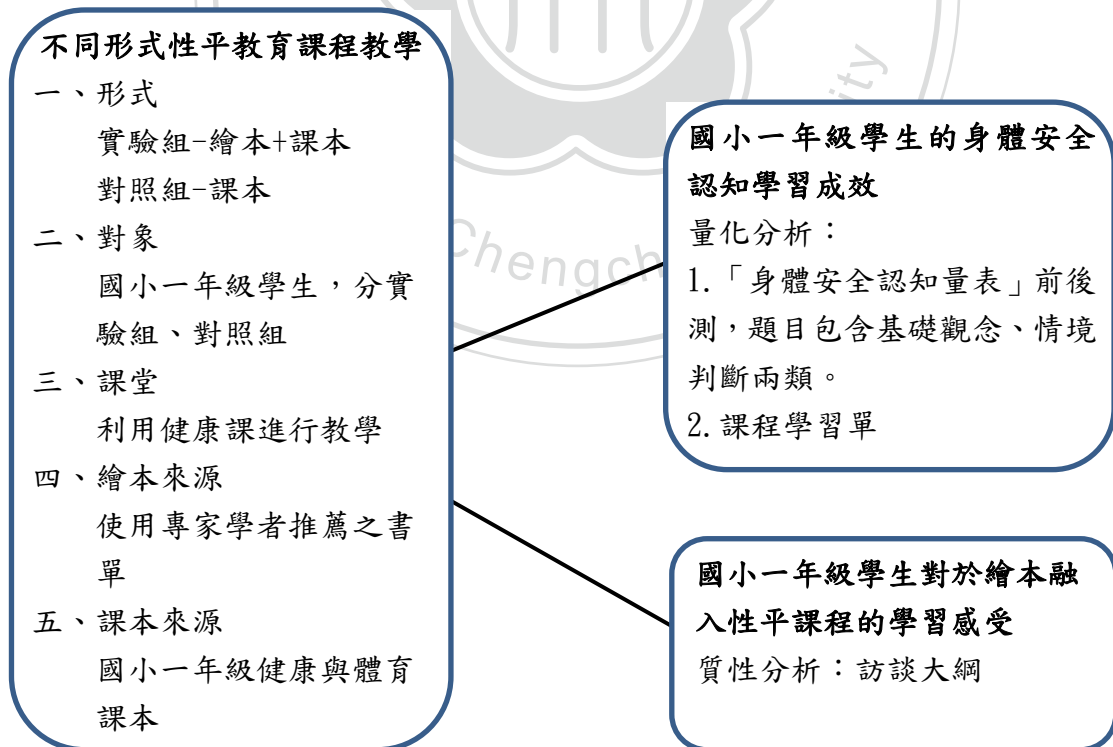 不同形式性平教育課程教學
一、形式
實驗組-繪本+課本
對照組-課本
二、對象
國小一年級學生，分實
驗組、對照組
三、課堂
利用健康課進行教學
四、繪本來源
使用專家學者推薦之書
單
五、課本來源
國小一年級健康與體育
課本
國小一年級學生的身體安全
認知學習成效
量化分析：
1.「身體安全認知量表」前後
測，題目包含基礎觀念、情境
判斷兩類。
2.課程學習單
國小一年級學生對於繪本融
入性平課程的學習感受
質性分析：訪談大綱
Chengch
ity